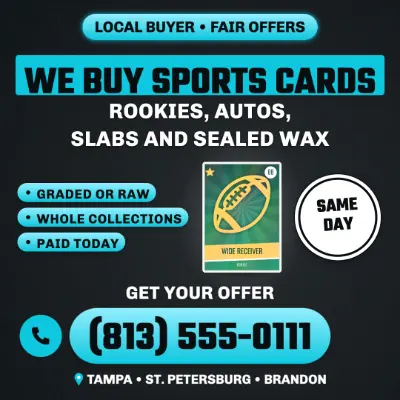 LOCAL BUYER • FAIR OFFERS
WE BUY SPORTS CARDS
ROOKIES, AUTOS,
SLABS AND SEALED WAX
• GRADED OR RAW
• WHOLE COLLECTIONS
• PAID TODAY
WIDE RECEIVER
SAME
DAY
GET YOUR OFFER
(813) 555-0111
TAMPA • ST. PETERSBURG • BRANDON